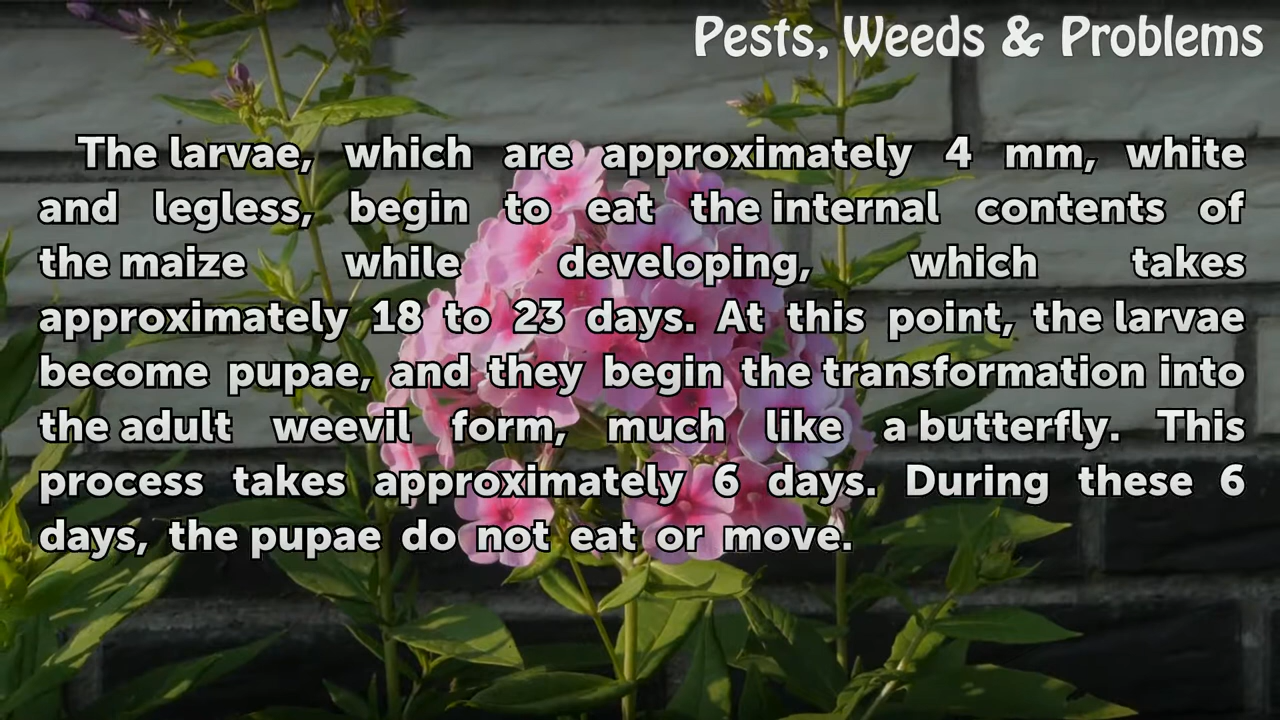 Pests, Weeds & Problems
The larvae, which are approximately 4 mm, white
and legless, begin to eat the internal contents of
the maize while developing, which takes
approximately 18 to 23 days. At this point, the larvae
become pupae, and they begin the transformation into
the adult weevil form, much like a butterfly. This
process takes approximately 6 days. During these 6
days, the pupae do not eat or move.